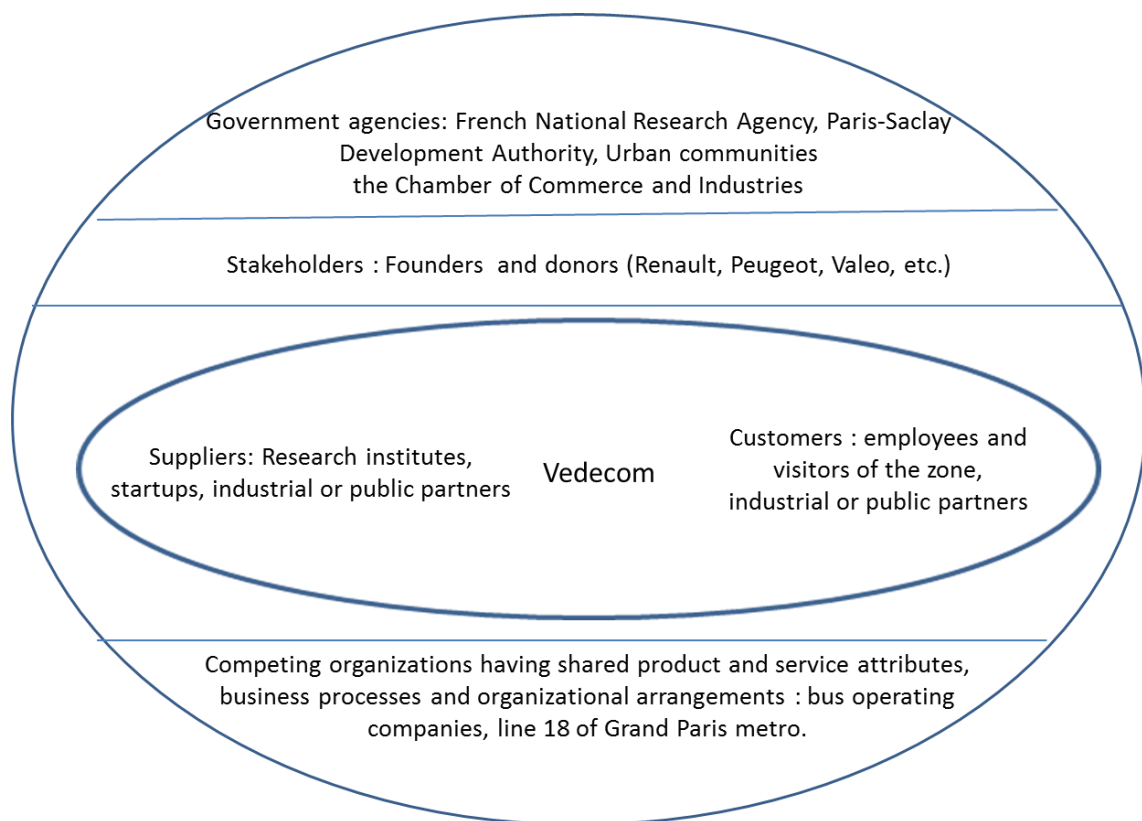 Government agencies: French National Research Agency, Paris-Saclay
Development Authority, Urban communities
the Chamber of Commerce and Industries
Stakeholders : Founders and donors (Renault, Peugeot, Valeo, etc.)
Suppliers: Research institutes,
startups, industrial or public partners
Vedecom
Customers : employees and
visitors of the zone,
industrial or public partners
Competing organizations having shared product and service attributes,
business processes and organizational arrangements : bus operating
companies, line 18 of Grand Paris metro.